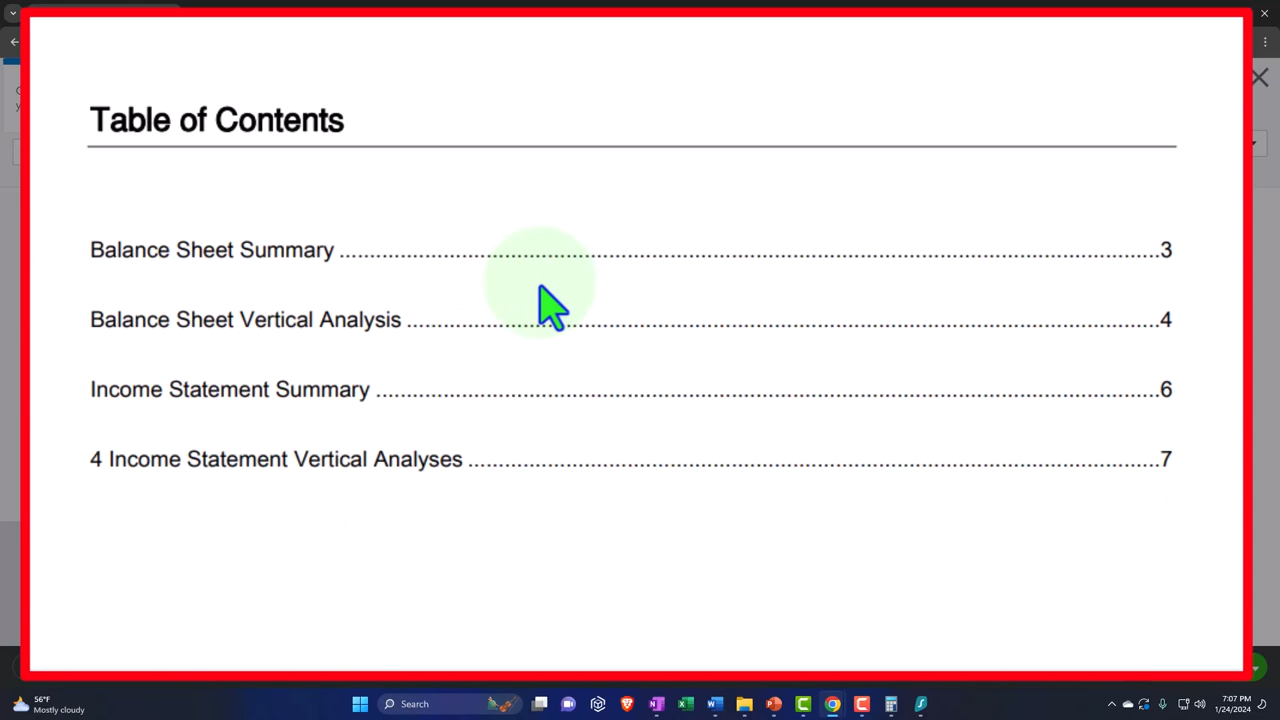 Table of Contents
Balance Sheet Summary ........................................................................................................................................3
Balance Sheet Vertical Analysis .............................................................................................................................4
Income Statement Summary ..................................................................................................................................6
4 Income Statement Vertical Analyses ...................................................................................................................7
56°F
Mostly cloudy
Search
7:07 PM
1/24/2024